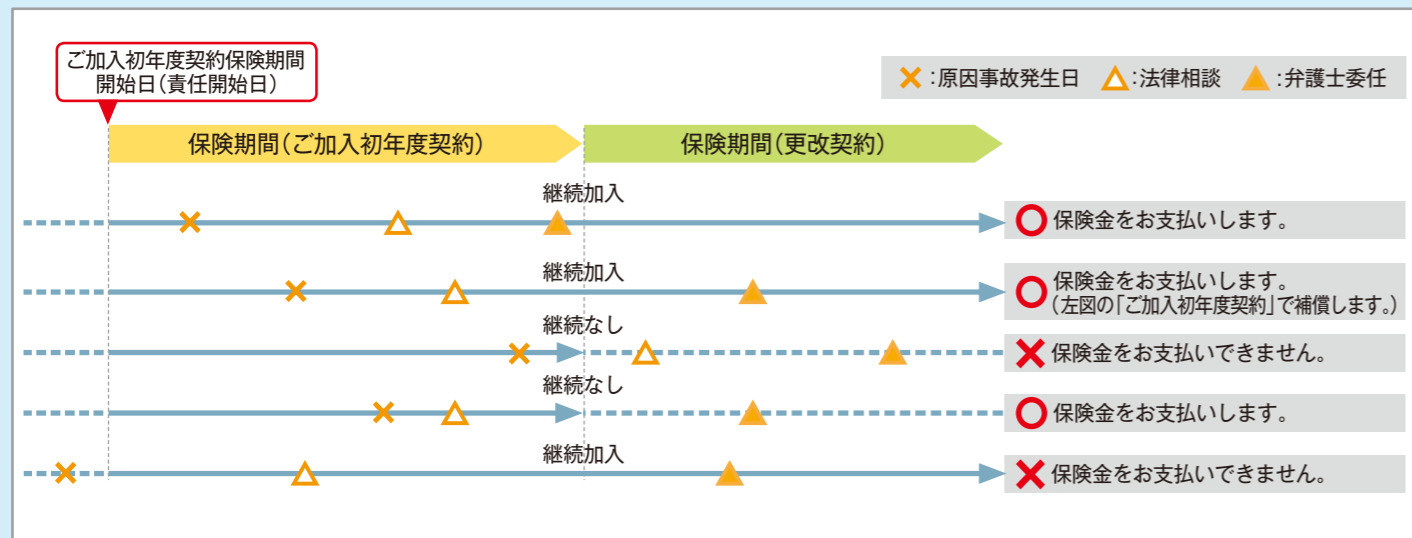 ご加入初年度契約保険期間
開始日(責任開始日)
:原因事故発生日 :法律相談 :弁護士委任
保険期間(ご加入初年度契約) 保険期間(更改契約)
継続加入
保険金をお支払いします。
継続加入
保険金をお支払いします。
(左図の「ご加入初年度契約」で補償します。)
継続なし
保険金をお支払いできません。
継続なし
保険金をお支払いします。
継続加入
保険金をお支払いできません。